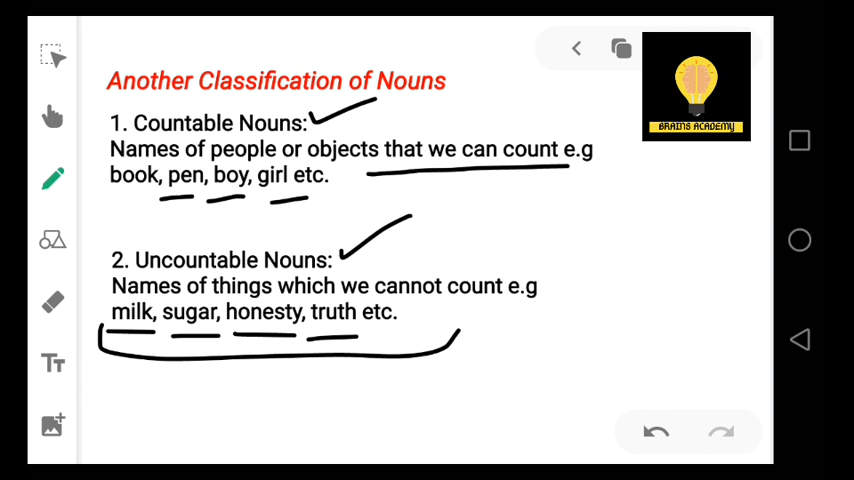 Another Classification of Nouns
1. Countable Nouns:
Names of people or objects that we can count e.g
book, pen, boy, girl etc.
2. Uncountable Nouns:
Names of things which we cannot count e.g
milk, sugar, honesty, truth etc.
BRAINS ACADEMY
TT